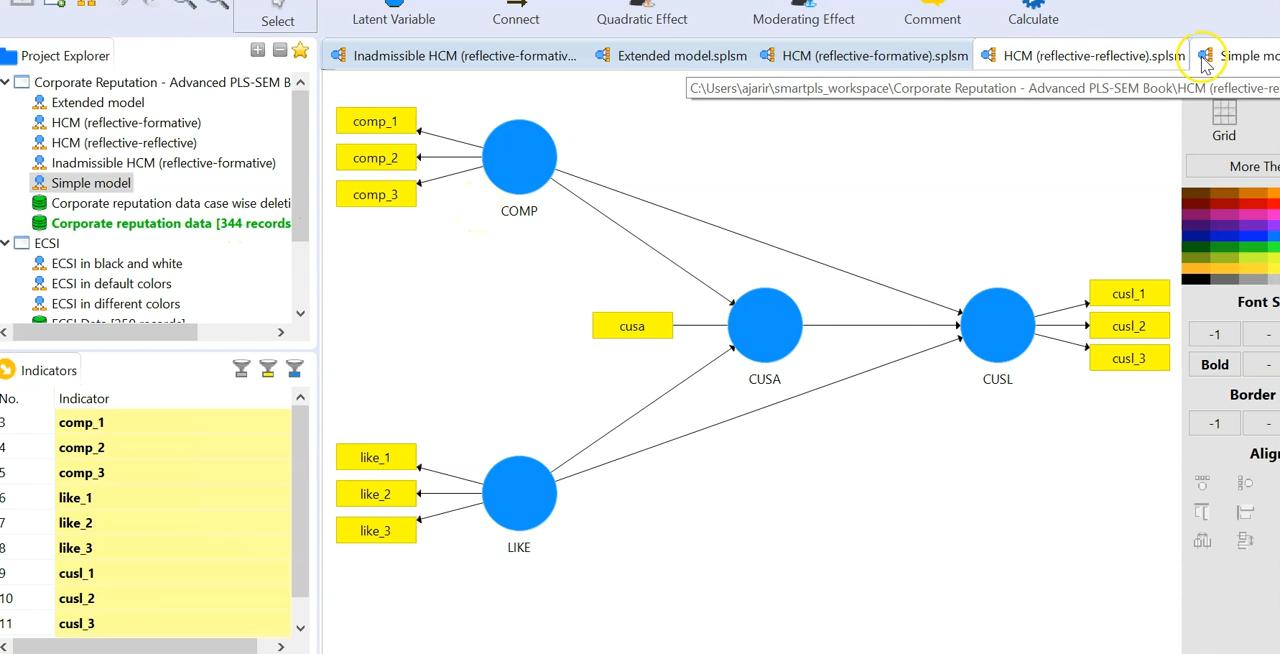 Select
Latent Variable
Connect
Quadratic Effect
Moderating Effect
Comment
Calculate
Project Explorer
Corporate Reputation - Advanced PLS-SEM B
Extended model
HCM (reflective-formative)
HCM (reflective-reflective)
Inadmissible HCM (reflective-formative)
Simple model
Corporate reputation data case wise deleti
Corporate reputation data [344 records
ECSI
ECSI in black and white
ECSI in default colors
ECSI in different colors
ECSI Data [250 records]
Indicators
No.
Indicator
3 comp_1
4 comp_2
5 comp_3
6 like_1
7 like_2
8 like_3
9 cusl_1
10 cusl_2
11 cusl_3
Inadmissible HCM (reflective-formativ...
Extended model.splsm
HCM (reflective-formative).splsm
HCM (reflective-reflective).splsm
Simple mo
C:\Users\ajarir\smartpls_workspace\Corporate Reputation - Advanced PLS-SEM Book\HCM (reflective-re
comp_1
comp_2
comp_3
COMP
cusa
CUSA
cusl_1
cusl_2
cusl_3
CUSL
like_1
like_2
like_3
LIKE
Grid
More The
Font S
-1
-
Bold
-
Border
-1
-
Align